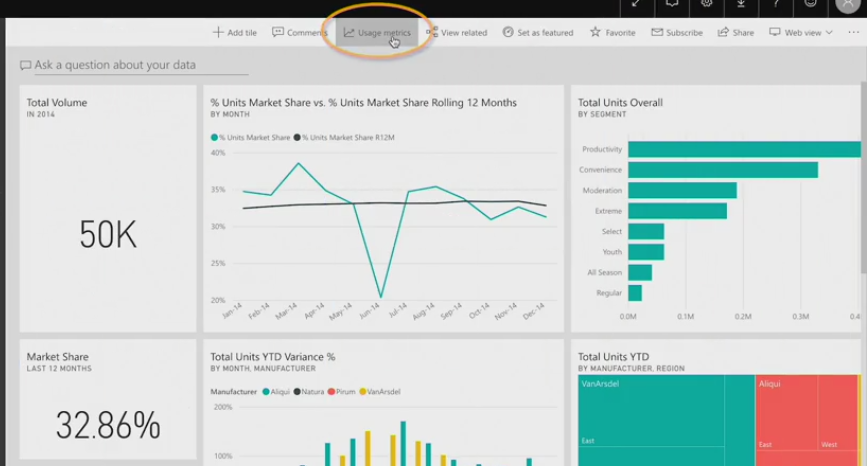 Add tile Comments Usage metrics View related Set as featured Favorite Subscribe Share Web view
Ask a question about your data
Total Volume
IN 2014
50K
% Units Market Share vs. % Units Market Share Rolling 12 Months
BY MONTH
% Units Market Share % Units Market Share R12M
40%
35%
30%
25%
20%
Jan-14 Feb-14 Mar-14 Apr-14 May-14 Jun-14 Jul-14 Aug-14 Sep-14 Oct-14 Nov-14 Dec-14
Total Units Overall
BY SEGMENT
Productivity
Convenience
Moderation
Extreme
Select
Youth
All Season
Regular
0.0M 0.1M 0.2M 0.3M
Market Share
LAST 12 MONTHS
32.86%
Total Units YTD Variance %
BY MONTH, MANUFACTURER
Manufacturer Aliqui Natura Pirum VanArsdel
200%
100%
Total Units YTD
BY MANUFACTURER, REGION
VanArsdel Aliqui
East East West